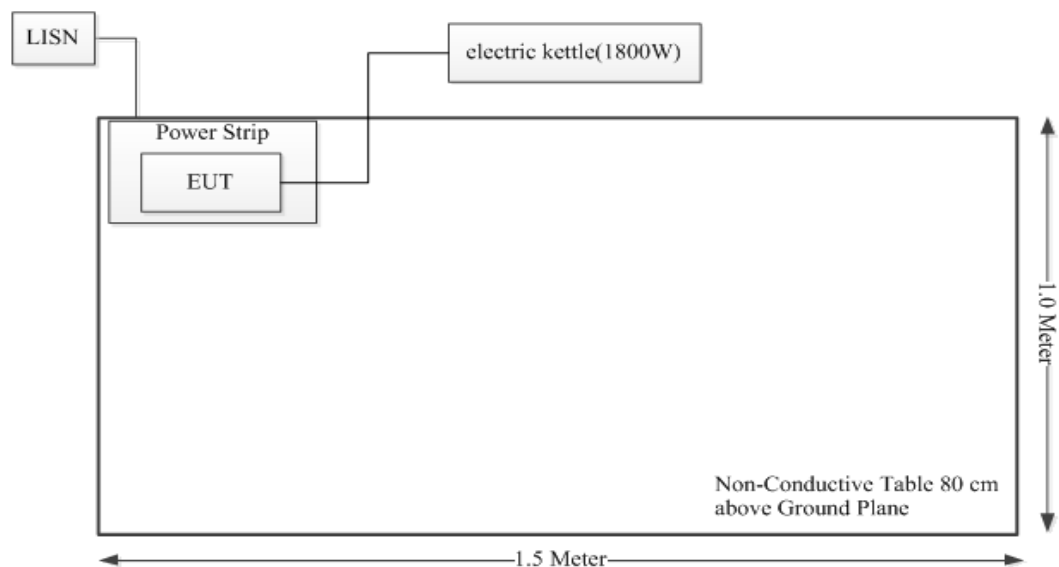 LISN
electric kettle(1800W)
Power Strip
EUT
1.0 Meter
Non-Conductive Table 80 cm
above Ground Plane
1.5 Meter